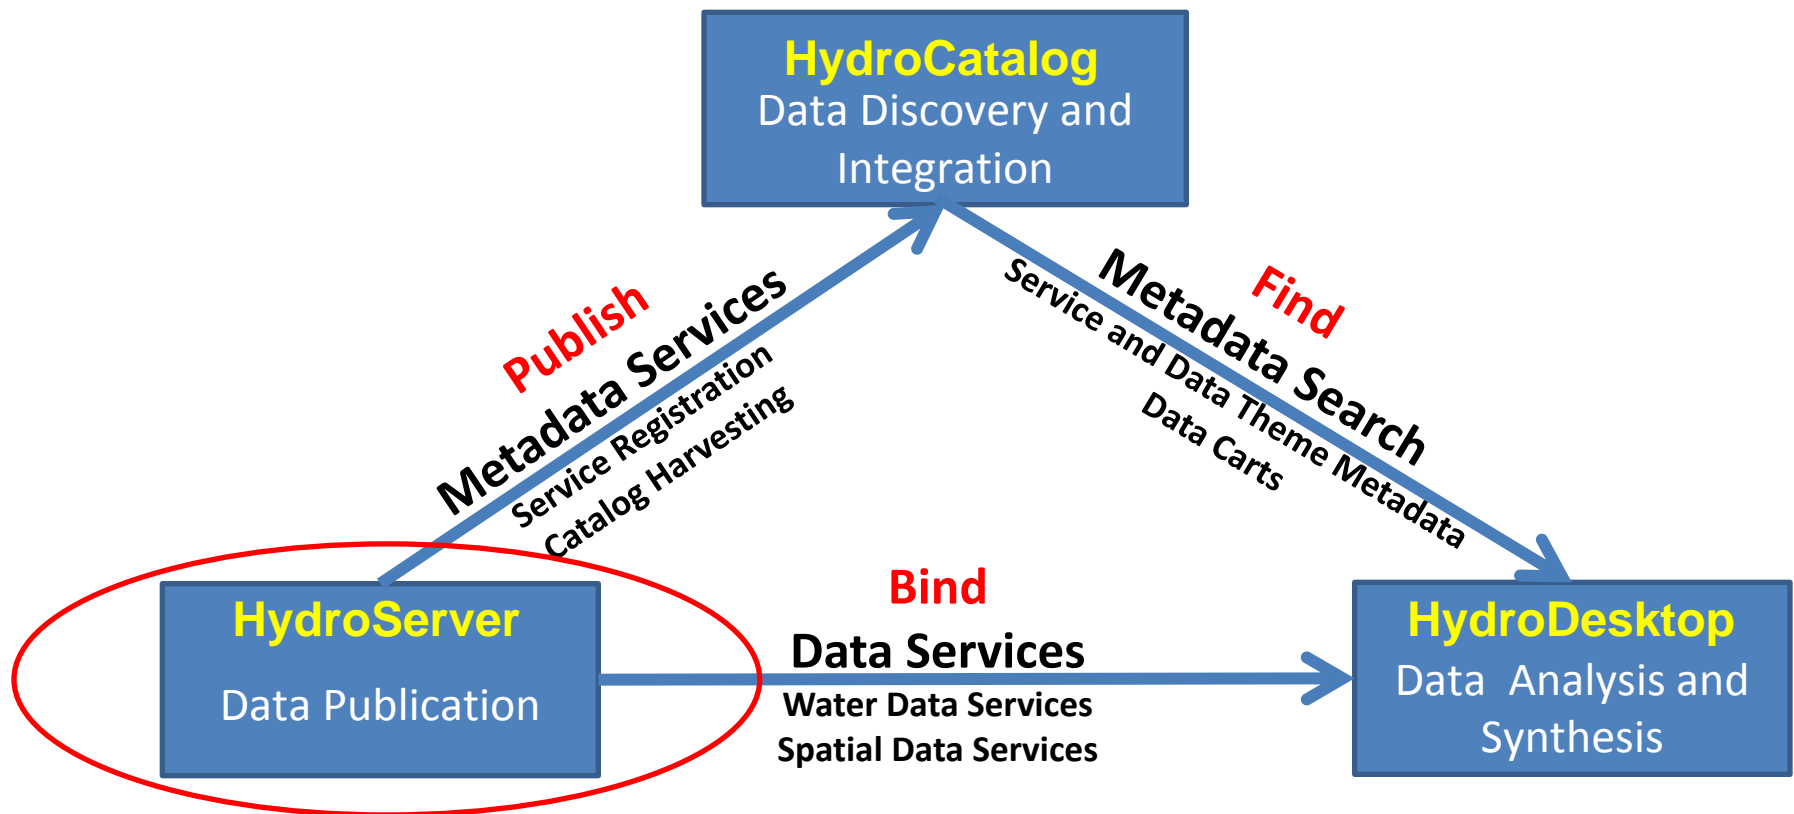 HydroCatalog
Data Discovery and
Integration
Publish
Metadata Services
Service Registration
Catalog Harvesting
Find
Metadata Search
Service and Data Theme Metadata
Data Carts
HydroServer
Data Publication
Bind
Data Services
Water Data Services
Spatial Data Services
HydroDesktop
Data  Analysis and
Synthesis